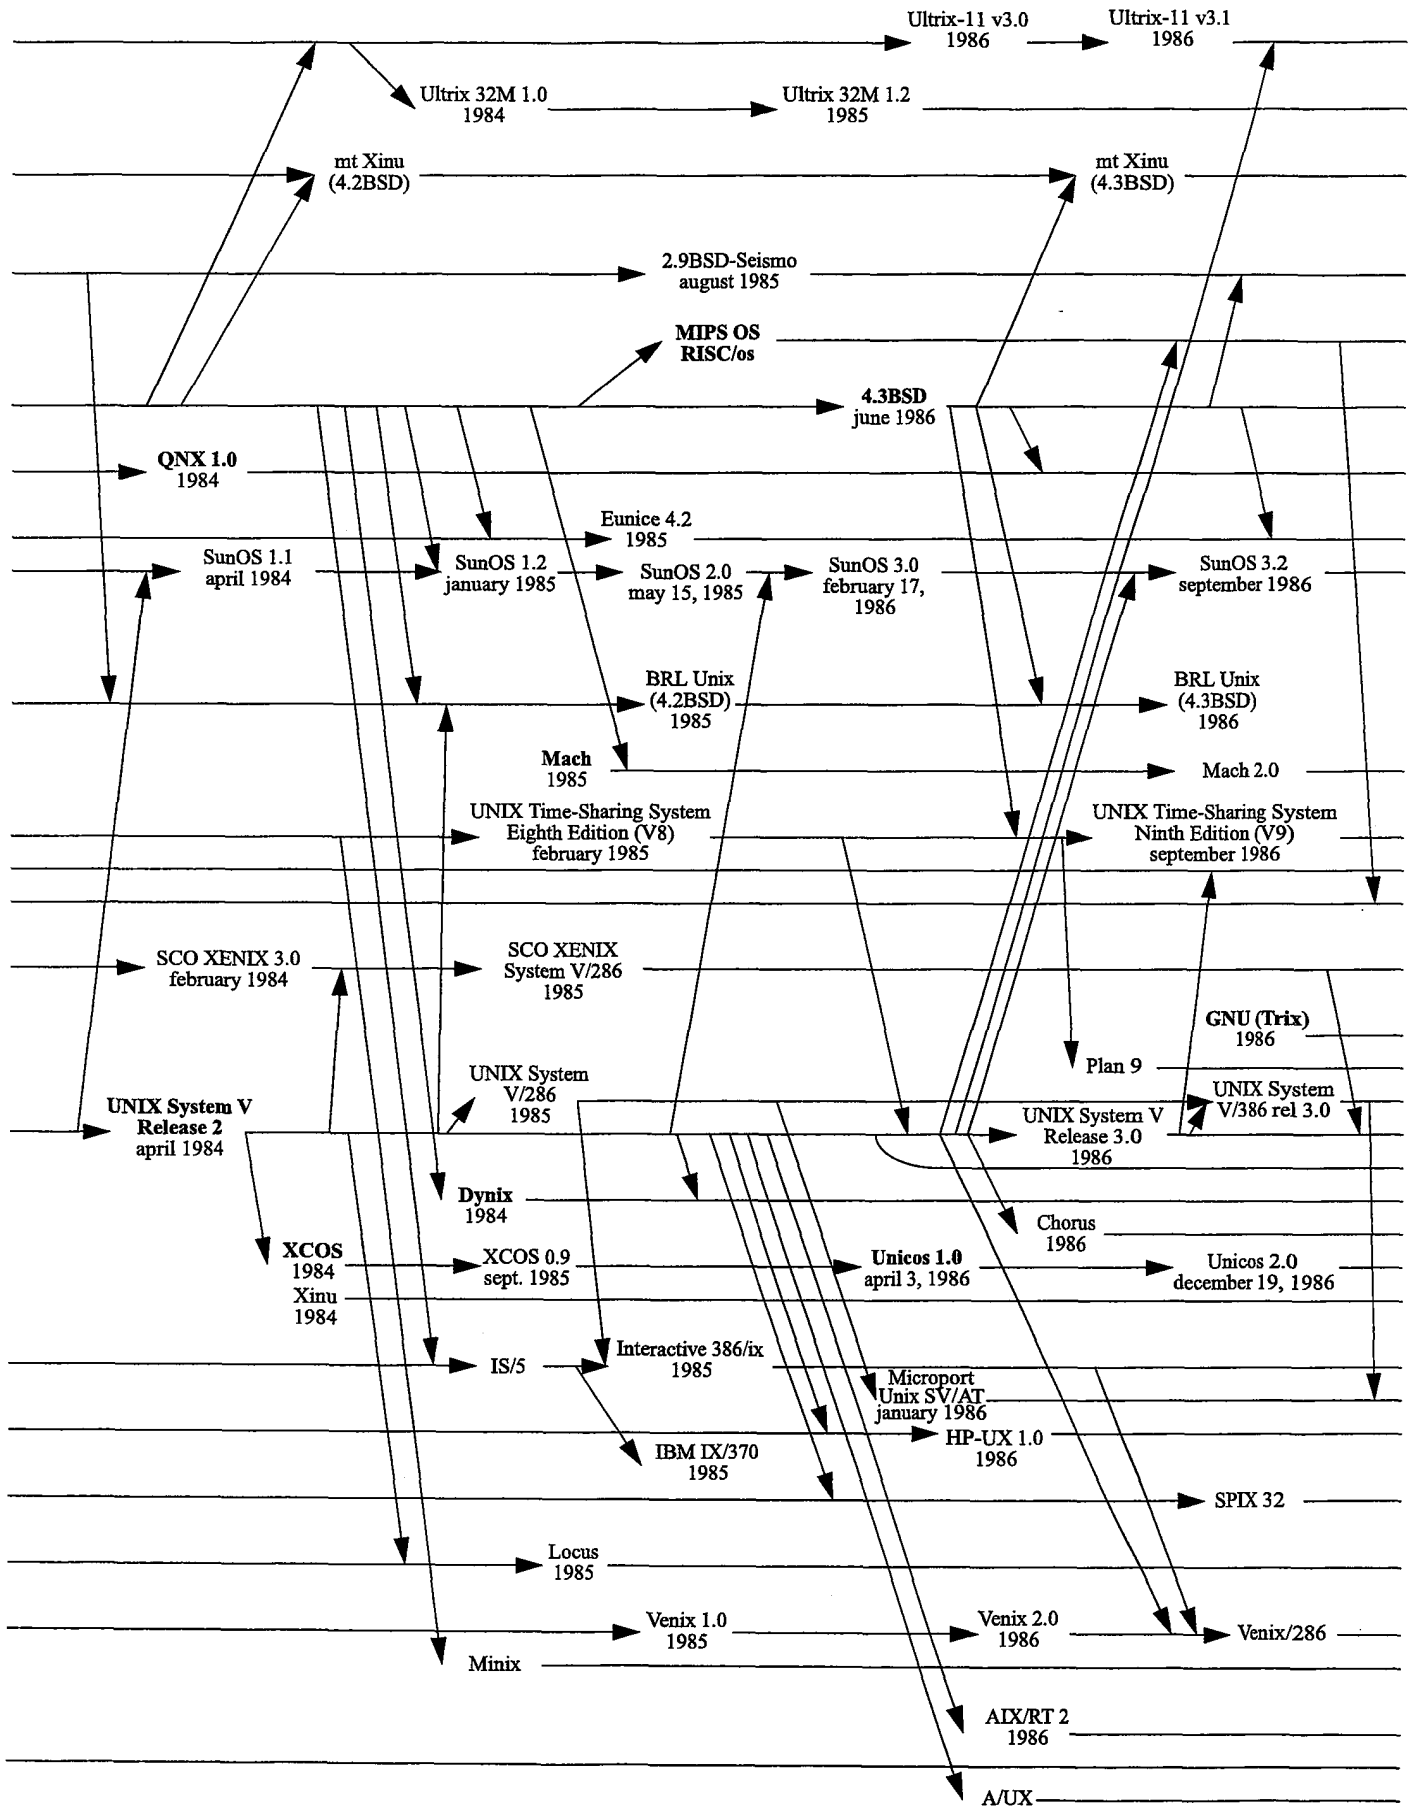 Ultrix-11 v3.0
1986
Ultrix-11 v3.1
1986
Ultrix 32M 1.0
1984
Ultrix 32M 1.2
1985
mt Xinu
(4.2BSD)
mt Xinu
(4.3BSD)
2.9BSD-Seismo
august 1985
MIPS OS
RISC/os
4.3BSD
june 1986
QNX 1.0
1984
Eunice 4.2
1985
SunOS 1.1
april 1984
SunOS 1.2
january 1985
SunOS 2.0
may 15, 1985
SunOS 3.0
february 17,
1986
SunOS 3.2
september 1986
BRL Unix
(4.2BSD)
1985
BRL Unix
(4.3BSD)
1986
Mach
1985
Mach 2.0
UNIX Time-Sharing System
Eighth Edition (V8)
february 1985
UNIX Time-Sharing System
Ninth Edition (V9)
september 1986
SCO XENIX 3.0
february 1984
SCO XENIX
System V/286
1985
GNU (Trix)
1986
Plan 9
UNIX System V
Release 2
april 1984
UNIX System
V/286
1985
UNIX System V
Release 3.0
1986
UNIX System
V/386 rel 3.0
Dynix
1984
Chorus
1986
XCOS
1984
XCOS 0.9
sept. 1985
Unicos 1.0
april 3, 1986
Unicos 2.0
december 19, 1986
Xinu
1984
IS/5
Interactive 386/ix
1985
Microport
Unix SV/AT
january 1986
HP-UX 1.0
1986
IBM IX/370
1985
SPIX 32
Locus
1985
Venix 1.0
1985
Venix 2.0
1986
Venix/286
Minix
AIX/RT 2
1986
A/UX